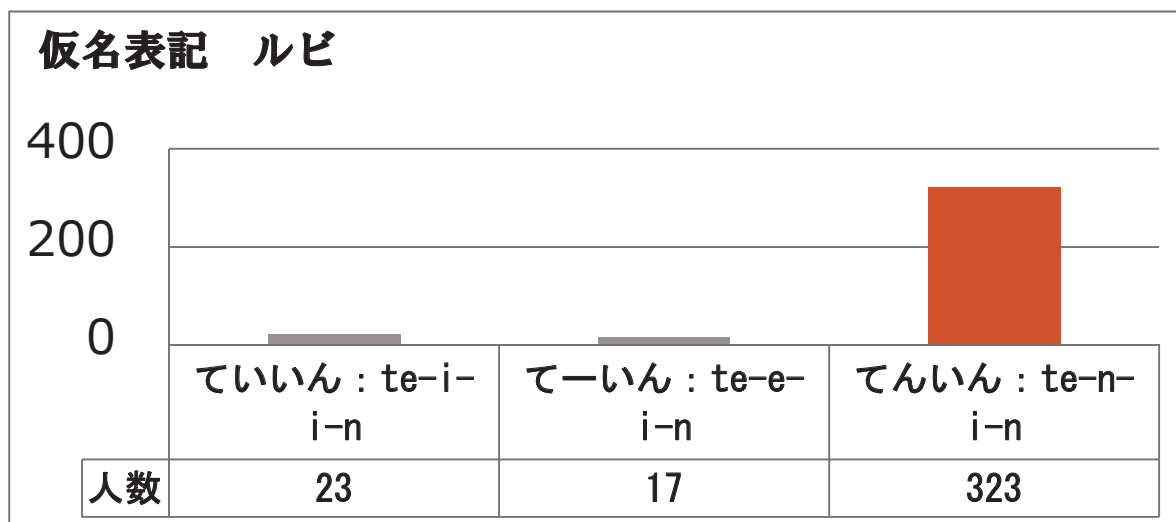 仮名表記　ルビ
400
200
0
ていいん：te-i-
i-n
てーいん：te-e-
i-n
てんいん：te-n-
i-n
人数 23 17 323